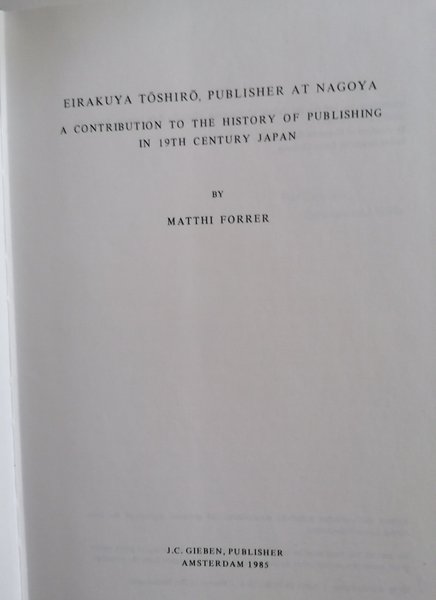 EIRAKUYA TŌSHIRŌ, PUBLISHER AT NAGOYA
A CONTRIBUTION TO THE HISTORY OF PUBLISHING
IN 19TH CENTURY JAPAN
BY
MATTHI FORRER
J.C. GIEBEN, PUBLISHER
AMSTERDAM 1985